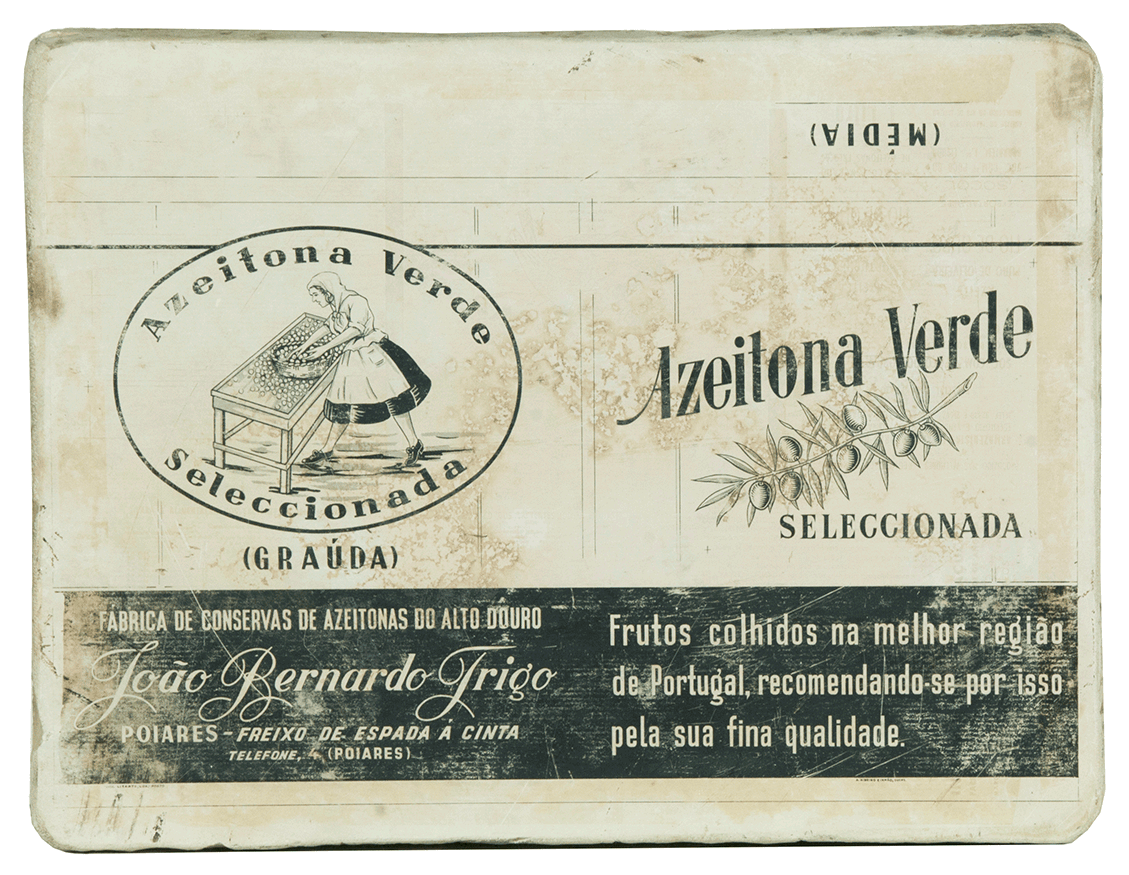 (MÉDIA)
Azeitona Verde
Seleccionada
(GRAÚDA)
Azeitona Verde
SELECCIONADA
FÁBRICA DE CONSERVAS DE AZEITONAS DO ALTO DOURO
João Bernardo Trigo
POIARES - FREIXO DE ESPADA Á CINTA
TELEFONE, 4 (POIARES)
Frutos colhidos na melhor região
de Portugal, recomendando-se por isso
pela sua fina qualidade.